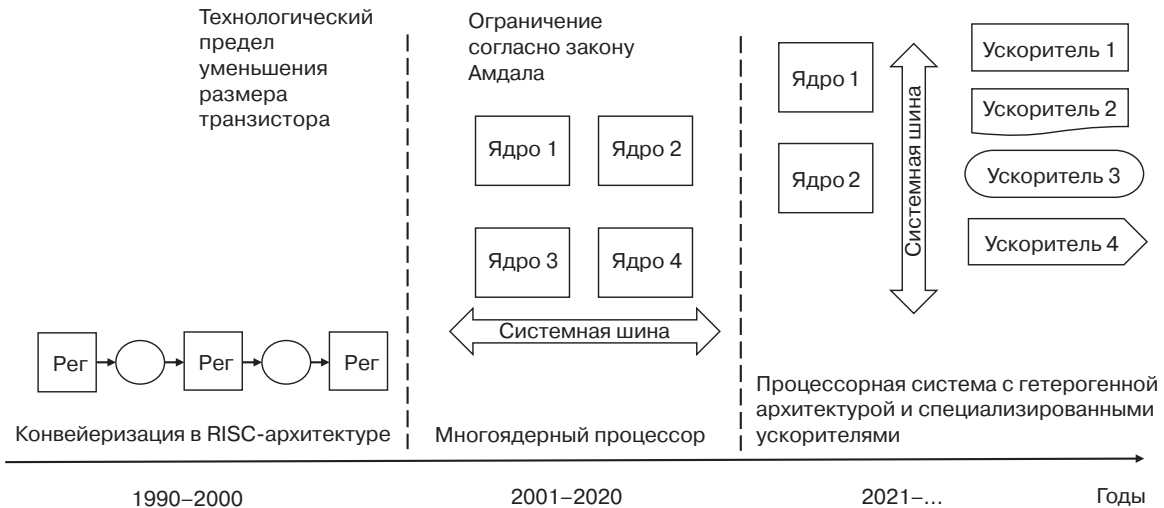 Технологический
предел
уменьшения
размера
транзистора
Рег
Рег
Рег
Конвейеризация в RISC-архитектуре
Ограничение
согласно закону
Амдала
Ядро 1
Ядро 2
Ядро 3
Ядро 4
Системная шина
Многоядерный процессор
Ядро 1
Ядро 2
Системная шина
Ускоритель 1
Ускоритель 2
Ускоритель 3
Ускоритель 4
Процессорная система с гетерогенной
архитектурой и специализированными
ускорителями
1990–2000
2001–2020
2021–...
Годы